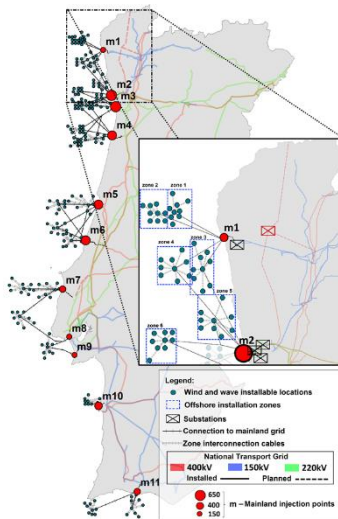 m1
m2
m3
m4
m5
m6
m7
m8
m9
m10
m11
zone 2
zone 1
m1
zone 4
zone 3
zone 5
zone 6
m2
Legend:
Wind and wave installable locations
Offshore installation zones
Substations
Connection to mainland grid
Zone interconnection cables
National Transport Grid
400kV 150kV 220kV
Installed Planned
650
400 m – Mainland injection points
150